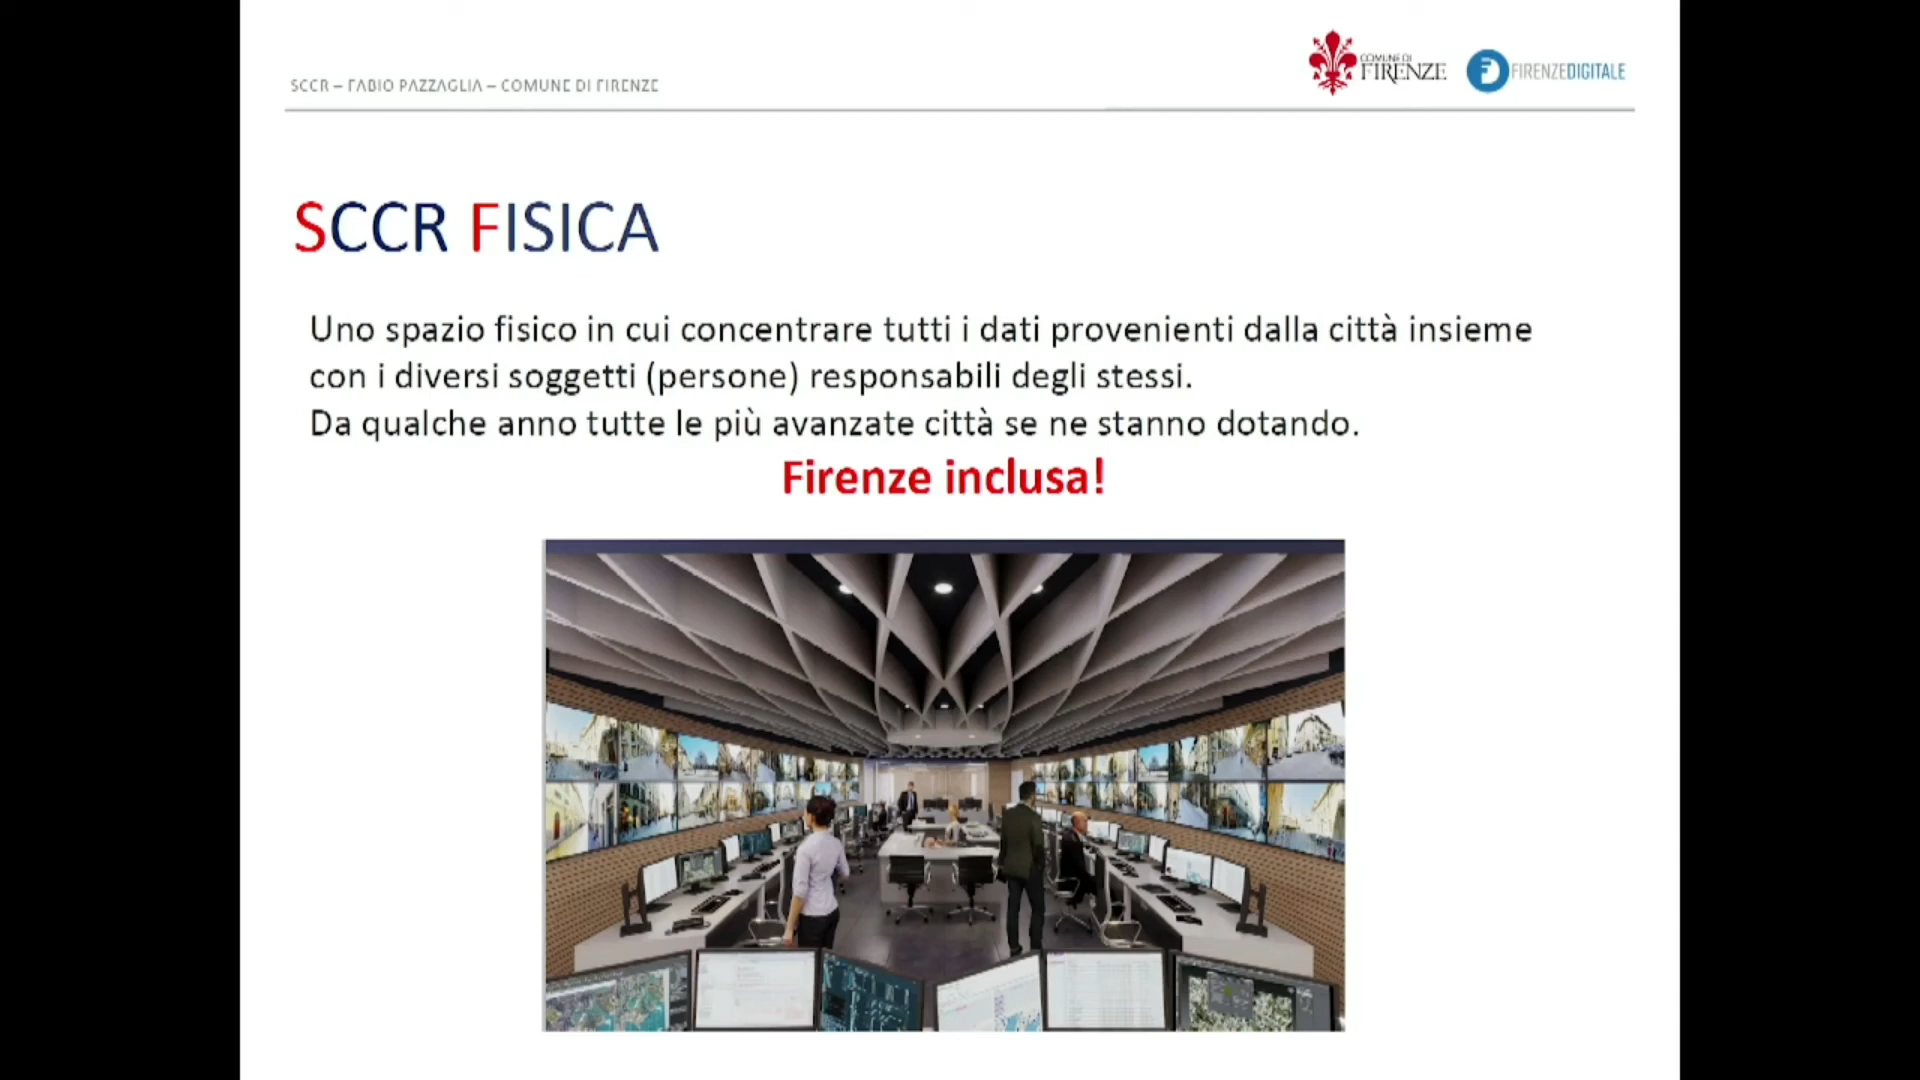 SCCR – FABIO PAZZAGLIA – COMUNE DI FIRENZE
COMUNE DI
FIRENZE
FIRENZEDIGITALE
SCCR FISICA
Uno spazio fisico in cui concentrare tutti i dati provenienti dalla città insieme
con i diversi soggetti (persone) responsabili degli stessi.
Da qualche anno tutte le più avanzate città se ne stanno dotando.
Firenze inclusa!